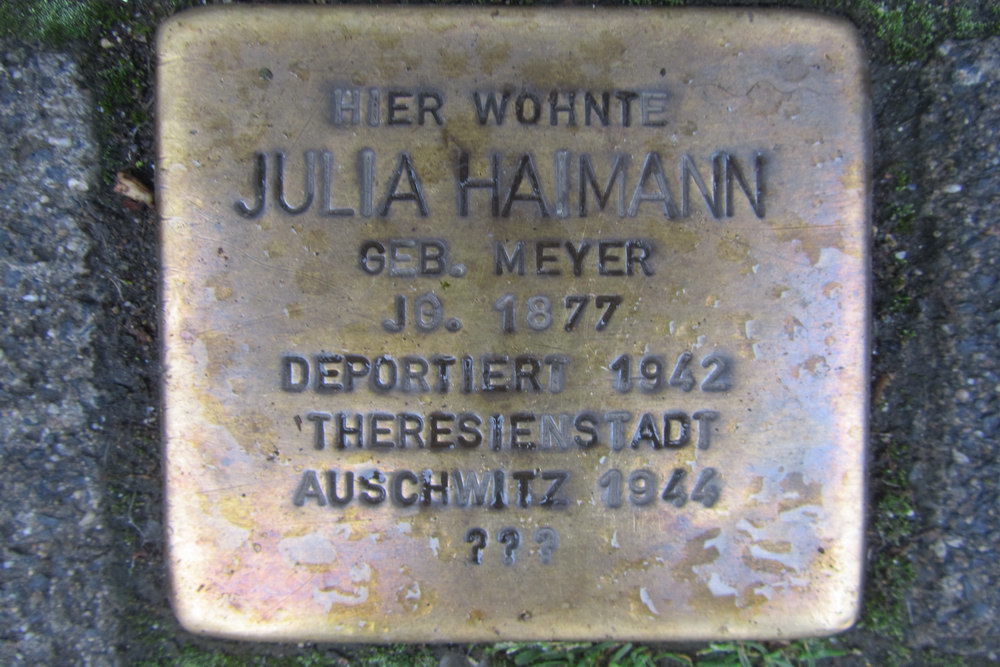 HIER WOHNTE
JULIA HAIMANN
GEB. MEYER
JG. 1877
DEPORTIERT 1942
THERESIENSTADT
AUSCHWITZ 1944
???